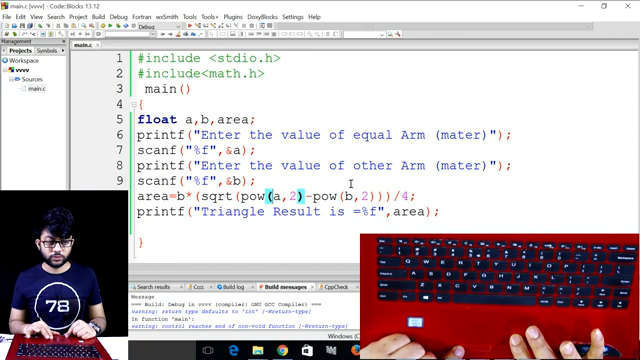 main.c [vvvv] - Code::Blocks 13.12
File Edit View Search Project Build Debug Fortran wxSmith Tools Tools+ Plugins DoxyBlocks Settings Help
Debug
Management
Projects Symbols
Workspace
vvvv
Sources
main.c
main.c
1 #include <stdio.h>
2 #include<math.h>
3 main()
4 {
5 float a,b,area;
6 printf("Enter the value of equal Arm (mater)");
7 scanf("%f",&a);
8 printf("Enter the value of other Arm (mater)");
9 scanf("%f",&b);
area=b*(sqrt(pow(a,2)-pow(b,2)))/4;
printf("Triangle Result is =%f",area);
}
Search results Cccc Build log Build messages CppCheck
Message
=== Build: Debug in vvvv (compiler: GNU GCC Compiler) ===
warning: return type defaults to 'int' [-Wreturn-type]
In function 'main':
warning: control reaches end of non-void function [-Wreturn-type]
Windows (C
78